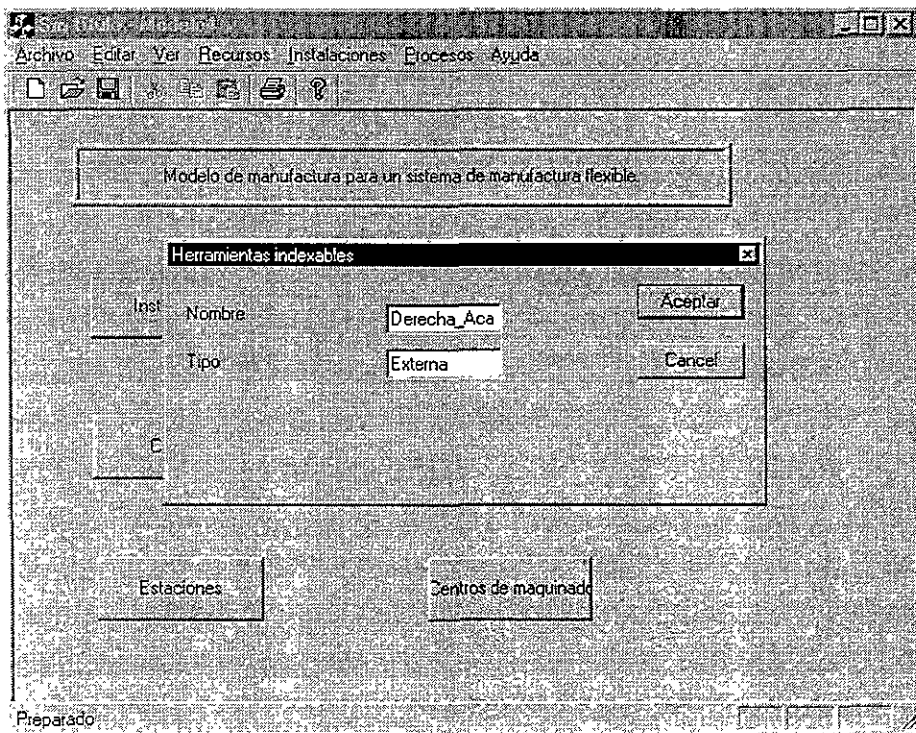 Archivo Editar Ver Recursos Instalaciones Procesos Ayuda
Modelo de manufactura para un sistema de manufactura flexible.
Herramientas indexables
Nombre Derecha_Aca Aceptar
Tipo Externa Cancel
Inst
C
Estaciones Centros de maquinado
Preparado